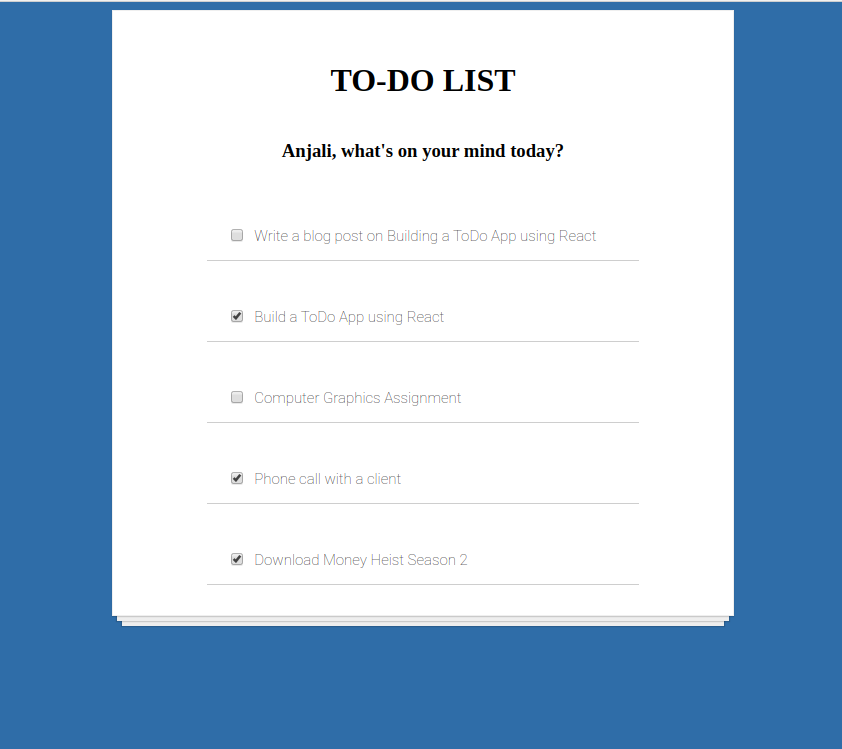 TO-DO LIST
Anjali, what's on your mind today?
Write a blog post on Building a ToDo App using React
Build a ToDo App using React
Computer Graphics Assignment
Phone call with a client
Download Money Heist Season 2